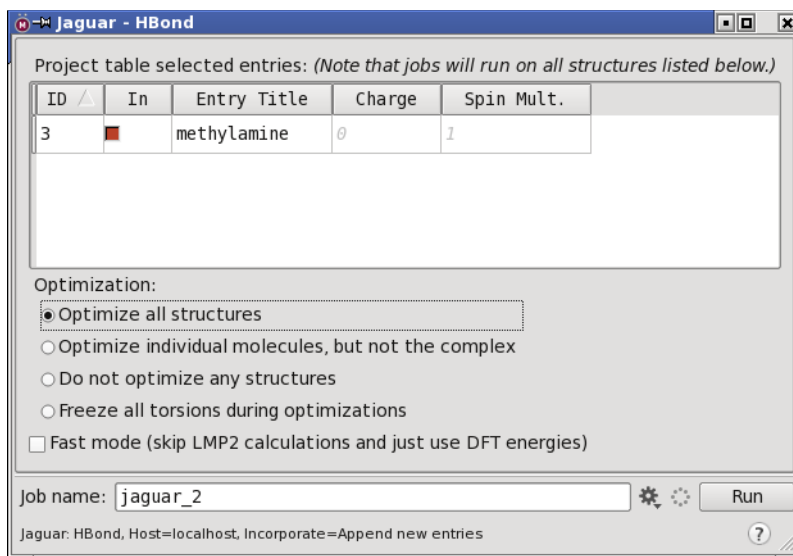 Jaguar - HBond
Project table selected entries: (Note that jobs will run on all structures listed below.)
ID In Entry Title Charge Spin Mult.
3 methylamine 0 1
Optimization:
Optimize all structures
Optimize individual molecules, but not the complex
Do not optimize any structures
Freeze all torsions during optimizations
Fast mode (skip LMP2 calculations and just use DFT energies)
Job name: jaguar_2 Run
Jaguar: HBond, Host=localhost, Incorporate=Append new entries ?